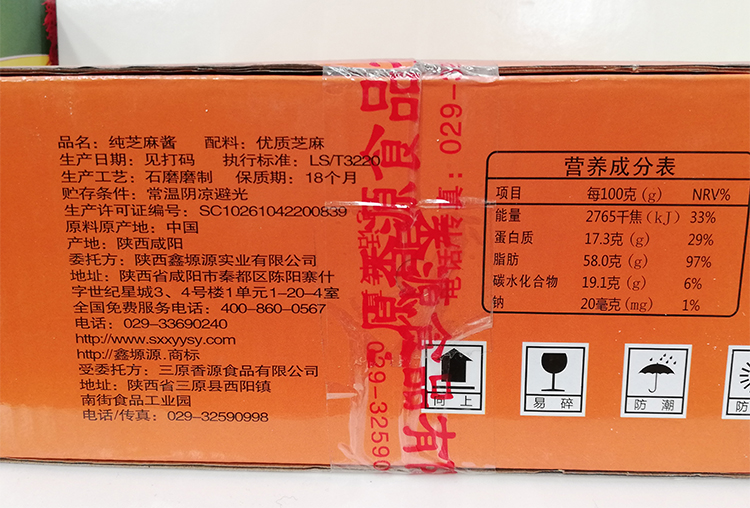 品名：纯芝麻酱 配料：优质芝麻
生产日期：见打码 执行标准：LS/T3220
生产工艺：石磨磨制 保质期：18个月
贮存条件：常温阴凉避光
生产许可证编号：SC10261042200839
原料原产地：中国
产地：陕西咸阳
委托方：陕西鑫塬源实业有限公司
地址：陕西省咸阳市秦都区陈阳寨什
字世纪星城3、4号楼1单元1-20-4室
全国免费服务电话：400-860-0567
电话：029-33690240
http://www.sxxyysy.com
http://鑫塬源.商标
受委托方：三原香源食品有限公司
地址：陕西省三原县西阳镇
南街食品工业园
电话/传真：029-32590998
营养成分表
项目 每100克(g) NRV%
能量 2765千焦(kJ) 33%
蛋白质 17.3克(g) 29%
脂肪 58.0克(g) 97%
碳水化合物 19.1克(g) 6%
钠 20毫克(mg) 1%
向上
易碎
防潮
防
源食品
029-32590
传真：029-
食品有